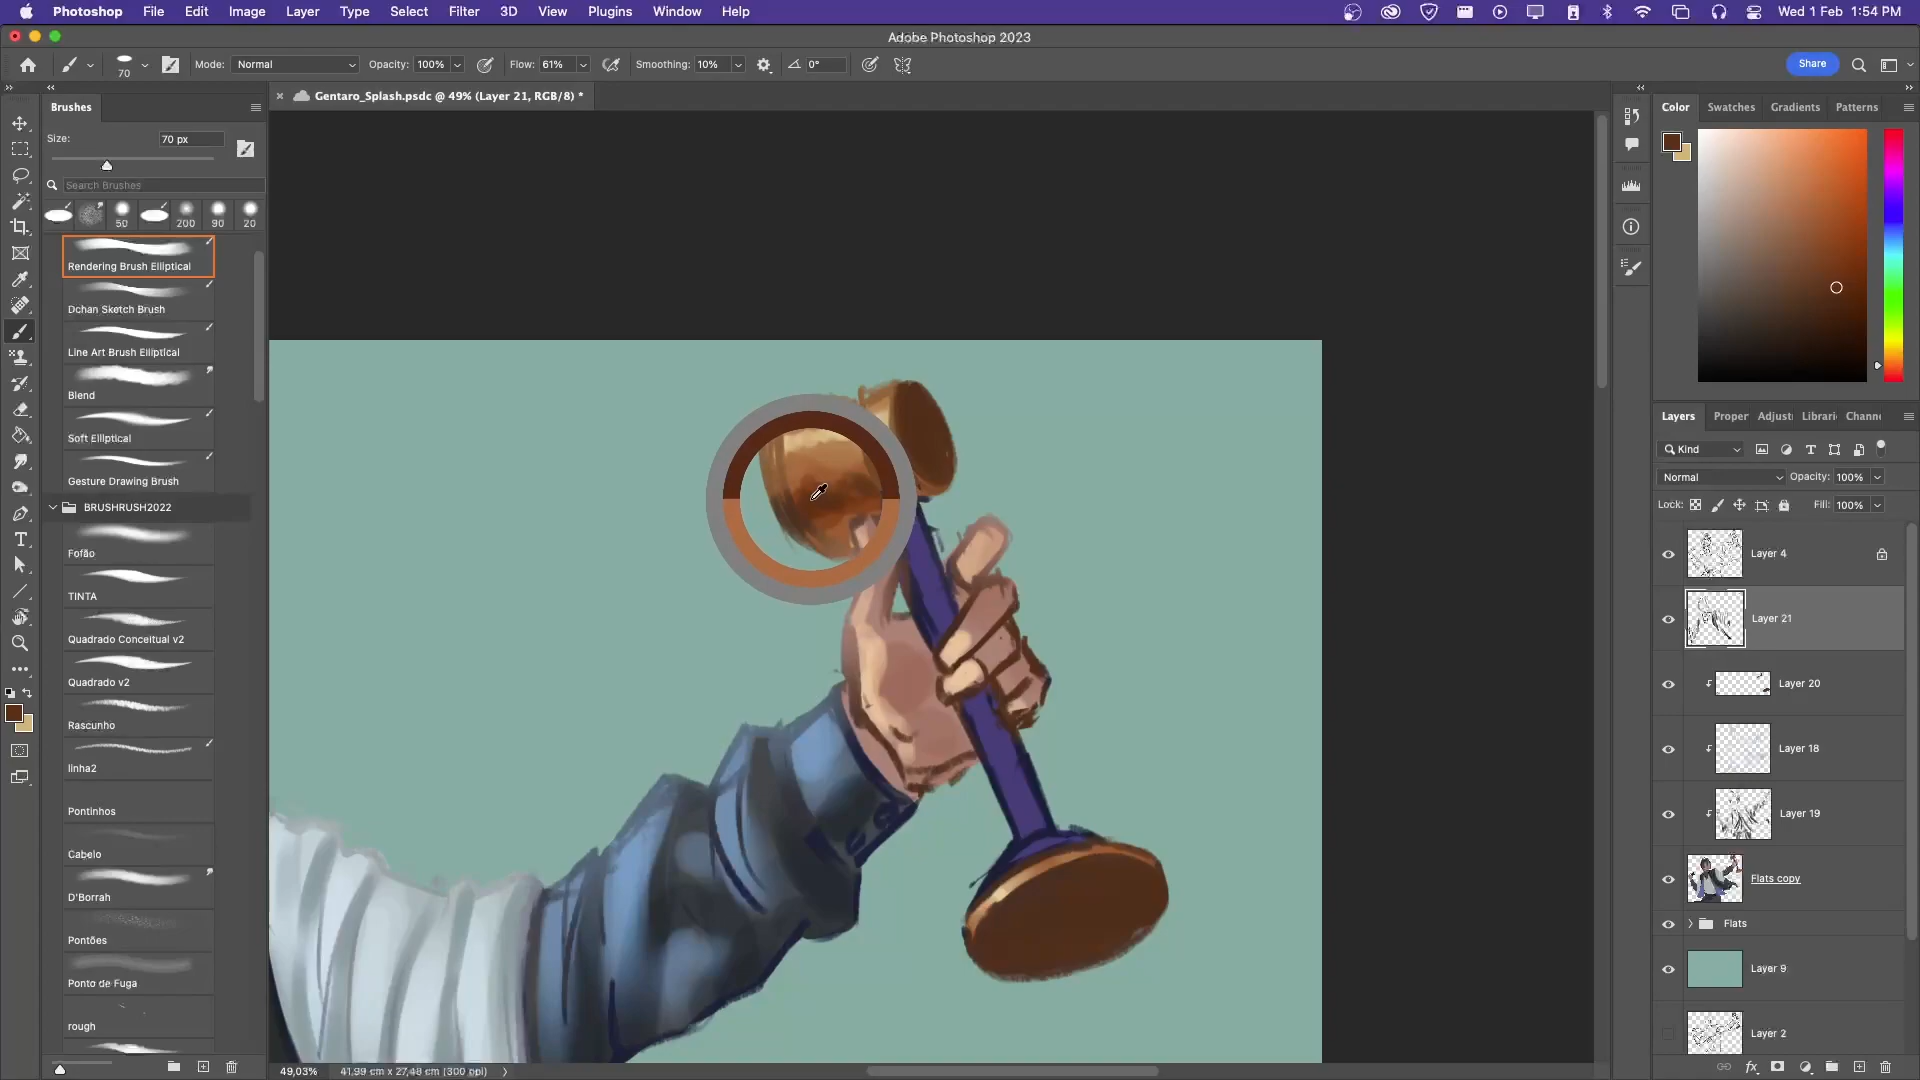 Photoshop File Edit Image Layer Type Select Filter 3D View Plugins Window Help Wed 1 Feb 1:54 PM
Adobe Photoshop 2023
70 Mode: Normal Opacity: 100% Flow: 61% Smoothing: 10% 0° Share
Gentaro_Splash.psdc @ 49% (Layer 21, RGB/8) *
Brushes
Size: 70 px
Search Brushes
50 200 90 20
Rendering Brush Elliptical
Dchan Sketch Brush
Line Art Brush Elliptical
Blend
Soft Elliptical
Gesture Drawing Brush
BRUSHRUSH2022
Fofão
TINTA
Quadrado Conceitual v2
Quadrado v2
Rascunho
linha2
Pontinhos
Cabelo
D'Borrah
Pontões
Ponto de Fuga
rough
49,03% 41,99 cm x 27,48 cm (300 ppi)
Color Swatches Gradients Patterns
Layers Proper Adjust Librari Chann
Kind
Normal Opacity: 100%
Lock: Fill: 100%
Layer 4
Layer 21
Layer 20
Layer 18
Layer 19
Flats copy
Flats
Layer 9
Layer 2
fx